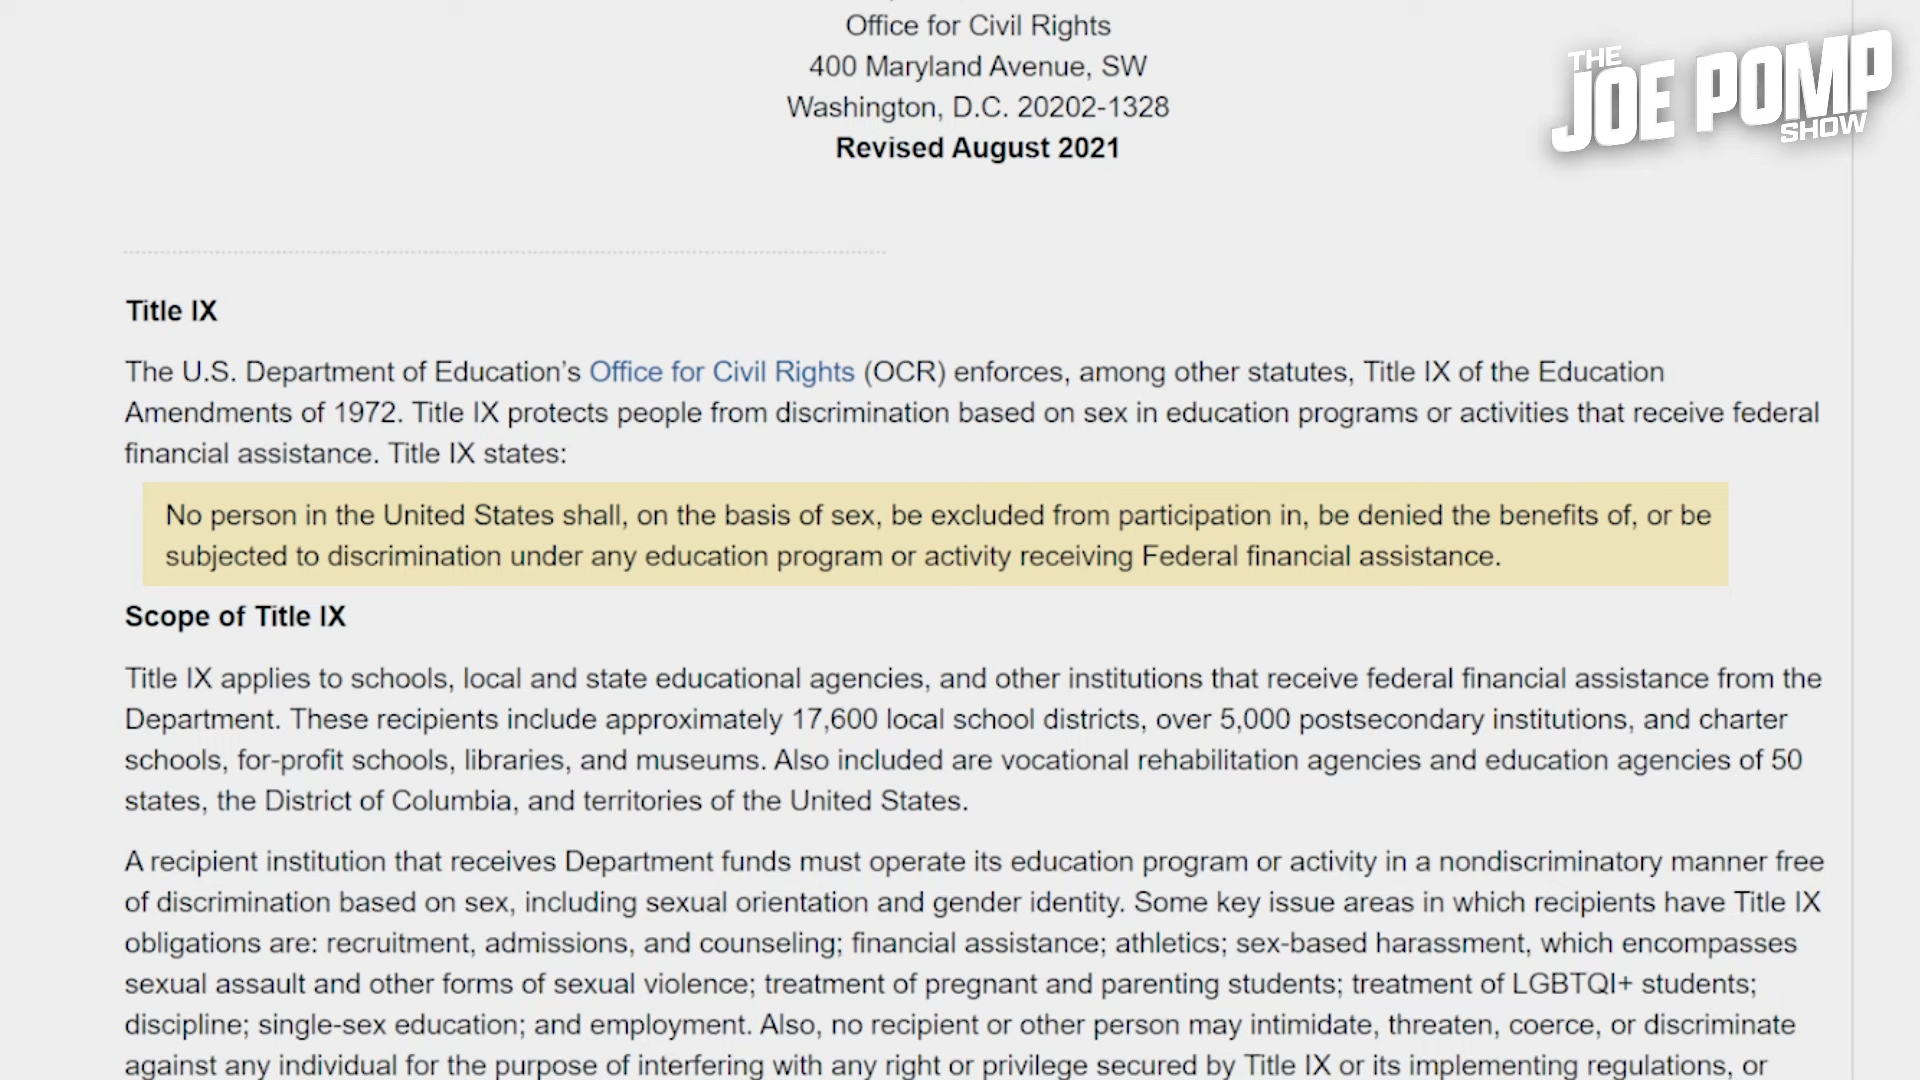 Office for Civil Rights
400 Maryland Avenue, SW
Washington, D.C. 20202-1328
Revised August 2021
THE
JOE POMP
SHOW
Title IX
The U.S. Department of Education’s Office for Civil Rights (OCR) enforces, among other statutes, Title IX of the Education
Amendments of 1972. Title IX protects people from discrimination based on sex in education programs or activities that receive federal
financial assistance. Title IX states:
No person in the United States shall, on the basis of sex, be excluded from participation in, be denied the benefits of, or be
subjected to discrimination under any education program or activity receiving Federal financial assistance.
Scope of Title IX
Title IX applies to schools, local and state educational agencies, and other institutions that receive federal financial assistance from the
Department. These recipients include approximately 17,600 local school districts, over 5,000 postsecondary institutions, and charter
schools, for-profit schools, libraries, and museums. Also included are vocational rehabilitation agencies and education agencies of 50
states, the District of Columbia, and territories of the United States.
A recipient institution that receives Department funds must operate its education program or activity in a nondiscriminatory manner free
of discrimination based on sex, including sexual orientation and gender identity. Some key issue areas in which recipients have Title IX
obligations are: recruitment, admissions, and counseling; financial assistance; athletics; sex-based harassment, which encompasses
sexual assault and other forms of sexual violence; treatment of pregnant and parenting students; treatment of LGBTQI+ students;
discipline; single-sex education; and employment. Also, no recipient or other person may intimidate, threaten, coerce, or discriminate
against any individual for the purpose of interfering with any right or privilege secured by Title IX or its implementing regulations, or